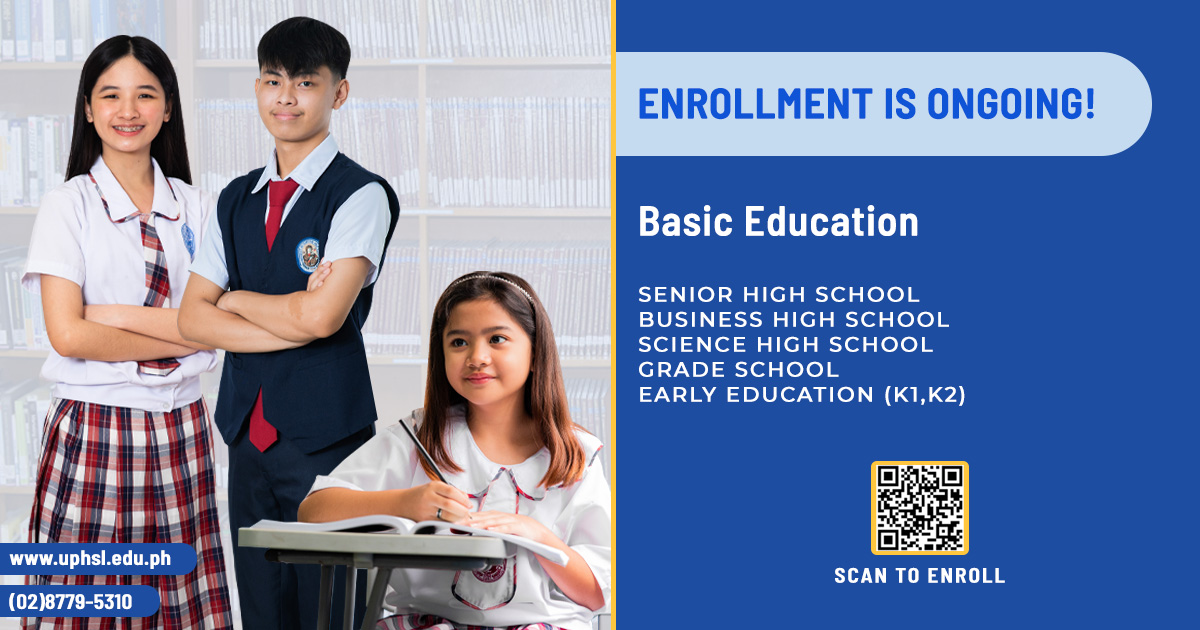 ENROLLMENT IS ONGOING!
Basic Education
SENIOR HIGH SCHOOL
BUSINESS HIGH SCHOOL
SCIENCE HIGH SCHOOL
GRADE SCHOOL
EARLY EDUCATION (K1,K2)
SCAN TO ENROLL
www.uphsl.edu.ph
(02)8779-5310